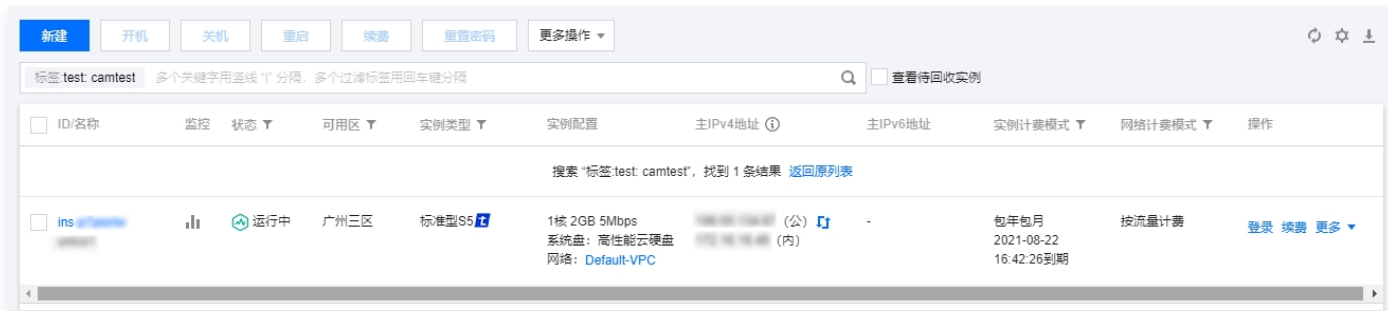 新建 开机 关机 重启 续费 重置密码 更多操作
标签:test: camtest 多个关键字用竖线 "|" 分隔，多个过滤标签用回车键分隔 查看待回收实例
ID/名称 监控 状态 可用区 实例类型 实例配置 主IPv4地址 主IPv6地址 实例计费模式 网络计费模式 操作
搜索 "标签:test: camtest"，找到 1 条结果 返回原列表
ins 运行中 广州三区 标准型S5 1核 2GB 5Mbps (公) - 包年包月 按流量计费 登录 续费 更多
系统盘：高性能云硬盘 (内) 2021-08-22
网络：Default-VPC 16:42:26到期